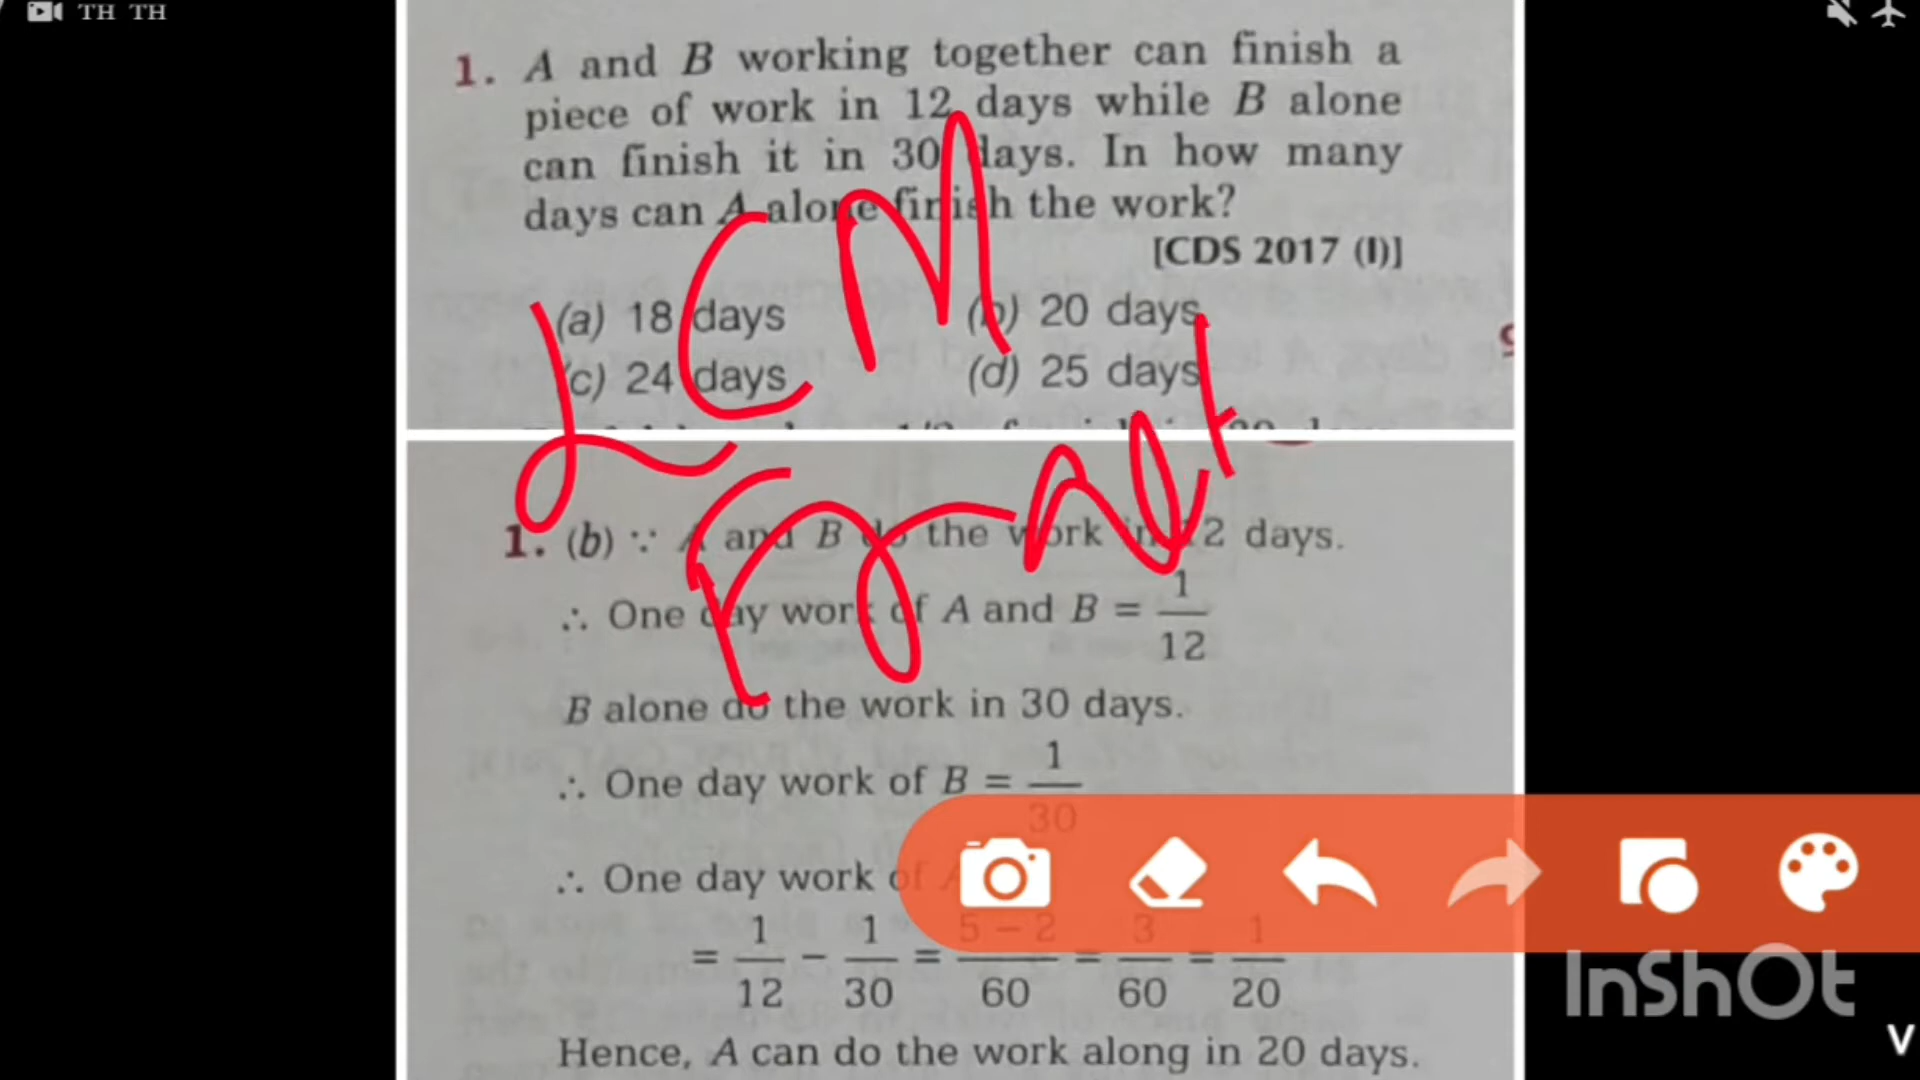 TH TH
1. A and B working together can finish a
piece of work in 12 days while B alone
can finish it in 30 days. In how many
days can A alone finish the work?
[CDS 2017 (I)]
(a) 18 days (b) 20 days
(c) 24 days (d) 25 days
LCM
1. (b) ∵ A and B do the work in 12 days.
∴ One day work of A and B = 1/12
B alone do the work in 30 days.
∴ One day work of B = 1/30
∴ One day work of A
= 1/12 − 1/30 = 5 − 2/60 = 3/60 = 1/20
Hence, A can do the work along in 20 days.
InShOt
V